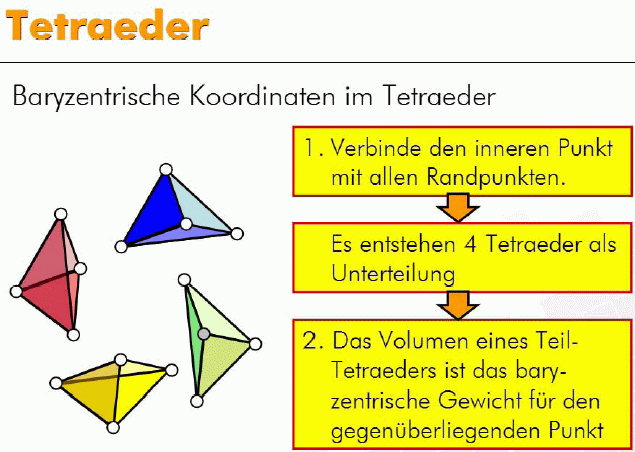 Tetraeder
Baryzentrische Koordinaten im Tetraeder
1. Verbinde den inneren Punkt
mit allen Randpunkten.
Es entstehen 4 Tetraeder als
Unterteilung
2. Das Volumen eines Teil-
Tetraeders ist das bary-
zentrische Gewicht für den
gegenüberliegenden Punkt